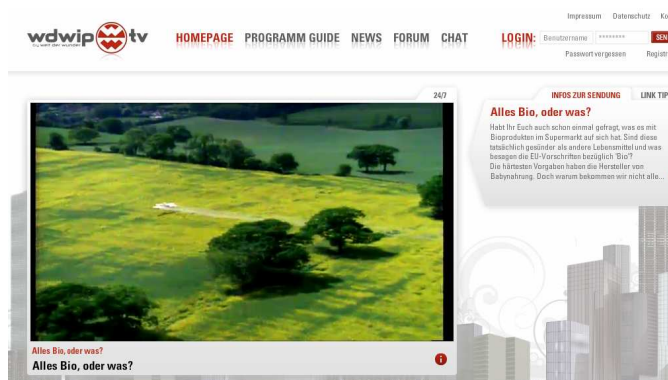 Impressum Datenschutz
wdwip tv
HOMEPAGE PROGRAMM GUIDE NEWS FORUM CHAT
LOGIN: Benutzername ********
Passwort vergessen
24/7
INFOS ZUR SENDUNG LINK
Alles Bio, oder was?
Habt Ihr Euch auch schon einmal gefragt, was es mit
Bioprodukten im Supermarkt auf sich hat. Sind diese
tatsächlich gesünder als andere Lebensmittel und was
besagen die EU-Vorschriften bezüglich 'Bio'?
Die härtesten Vorgaben haben die Hersteller von
Babynahrung. Doch warum bekommen wir nicht alle...
Alles Bio, oder was?
Alles Bio, oder was?